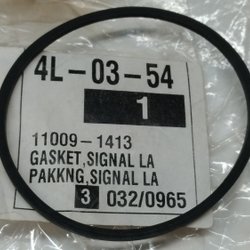 4L-03-54
1
11009-1413
GASKET,SIGNAL LA
PAKKNG,SIGNAL LA
3 032/0965